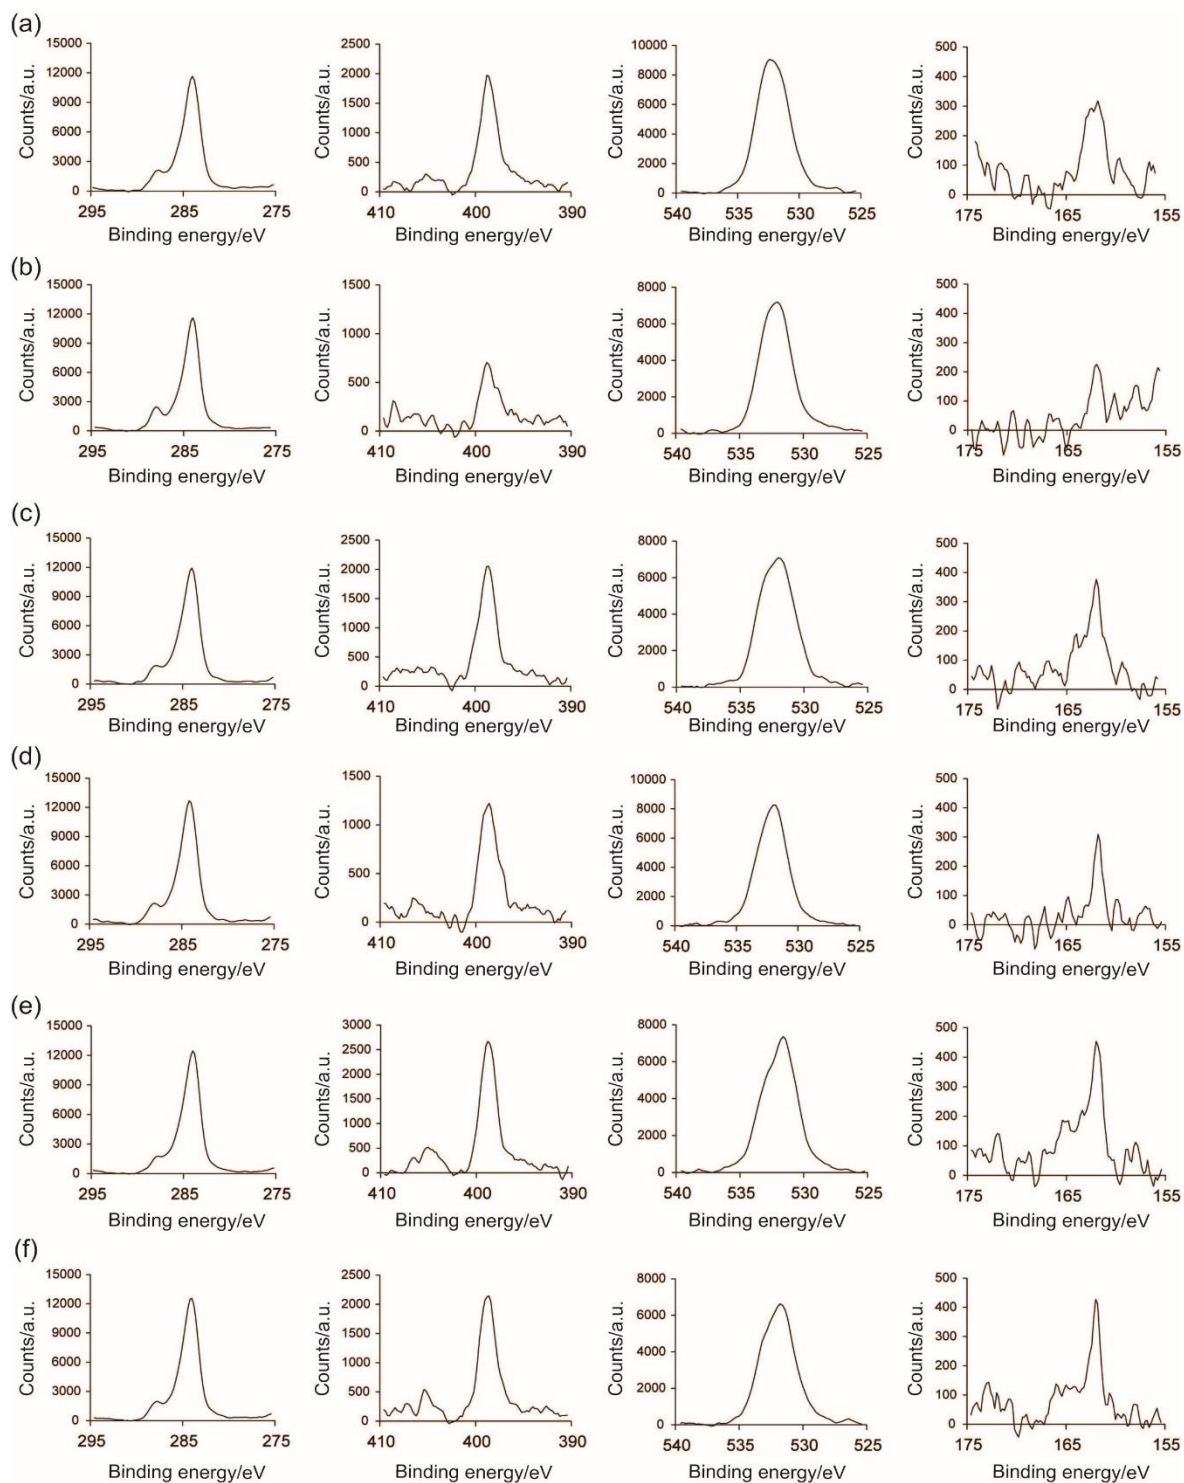 (a)
Counts/a.u.
15000
12000
9000
6000
3000
0
295 285 275
Binding energy/eV
Counts/a.u.
2500
2000
1500
1000
500
0
410 400 390
Binding energy/eV
Counts/a.u.
10000
8000
6000
4000
2000
0
540 535 530 525
Binding energy/eV
Counts/a.u.
500
400
300
200
100
0
175 165 155
Binding energy/eV
(b)
Counts/a.u.
15000
12000
9000
6000
3000
0
295 285 275
Binding energy/eV
Counts/a.u.
1500
1000
500
0
410 400 390
Binding energy/eV
Counts/a.u.
8000
6000
4000
2000
0
540 535 530 525
Binding energy/eV
Counts/a.u.
500
400
300
200
100
0
175 165 155
Binding energy/eV
(c)
Counts/a.u.
15000
12000
9000
6000
3000
0
295 285 275
Binding energy/eV
Counts/a.u.
2500
2000
1500
1000
500
0
410 400 390
Binding energy/eV
Counts/a.u.
8000
6000
4000
2000
0
540 535 530 525
Binding energy/eV
Counts/a.u.
500
400
300
200
100
0
175 165 155
Binding energy/eV
(d)
Counts/a.u.
15000
12000
9000
6000
3000
0
295 285 275
Binding energy/eV
Counts/a.u.
1500
1000
500
0
410 400 390
Binding energy/eV
Counts/a.u.
10000
8000
6000
4000
2000
0
540 535 530 525
Binding energy/eV
Counts/a.u.
500
400
300
200
100
0
175 165 155
Binding energy/eV
(e)
Counts/a.u.
15000
12000
9000
6000
3000
0
295 285 275
Binding energy/eV
Counts/a.u.
3000
2500
2000
1500
1000
500
0
410 400 390
Binding energy/eV
Counts/a.u.
8000
6000
4000
2000
0
540 535 530 525
Binding energy/eV
Counts/a.u.
500
400
300
200
100
0
175 165 155
Binding energy/eV
(f)
Counts/a.u.
15000
12000
9000
6000
3000
0
295 285 275
Binding energy/eV
Counts/a.u.
2500
2000
1500
1000
500
0
410 400 390
Binding energy/eV
Counts/a.u.
8000
6000
4000
2000
0
540 535 530 525
Binding energy/eV
Counts/a.u.
500
400
300
200
100
0
175 165 155
Binding energy/eV